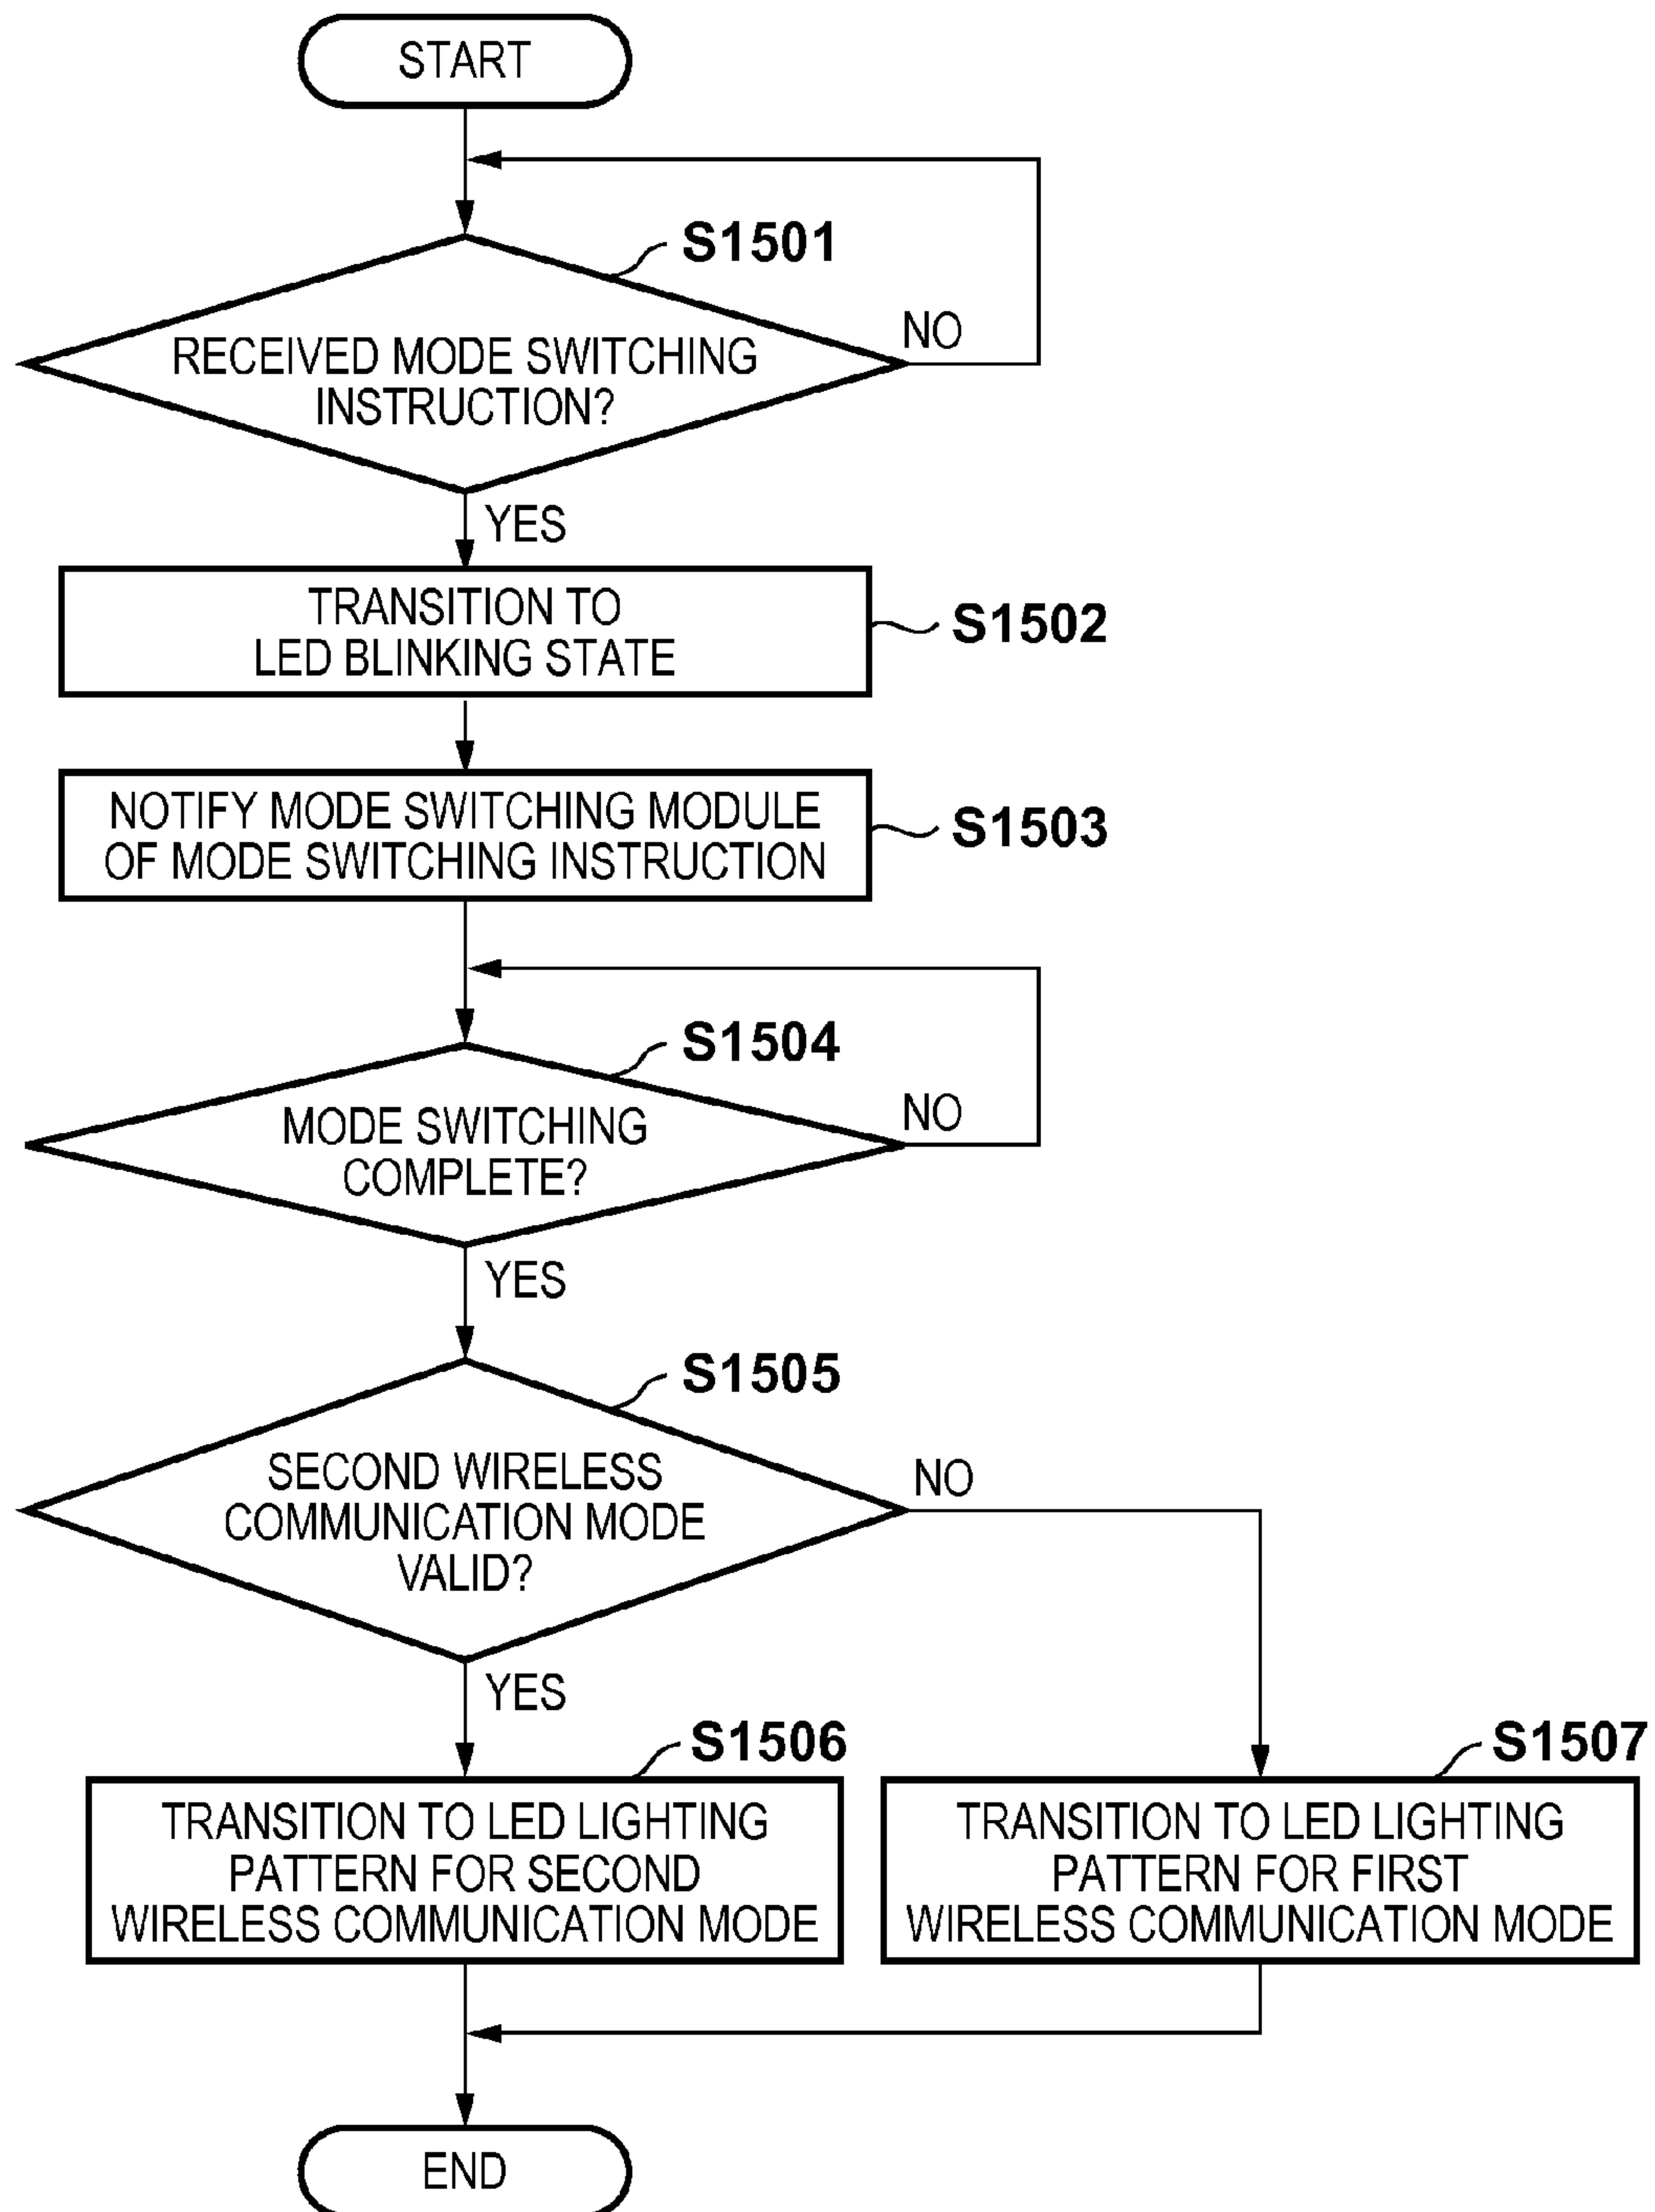 START
S1501
RECEIVED MODE SWITCHING
INSTRUCTION?
NO
YES
TRANSITION TO
LED BLINKING STATE
S1502
NOTIFY MODE SWITCHING MODULE
OF MODE SWITCHING INSTRUCTION
S1503
S1504
MODE SWITCHING
COMPLETE?
NO
YES
S1505
SECOND WIRELESS
COMMUNICATION MODE
VALID?
NO
YES
S1506
TRANSITION TO LED LIGHTING
PATTERN FOR SECOND
WIRELESS COMMUNICATION MODE
S1507
TRANSITION TO LED LIGHTING
PATTERN FOR FIRST
WIRELESS COMMUNICATION MODE
END